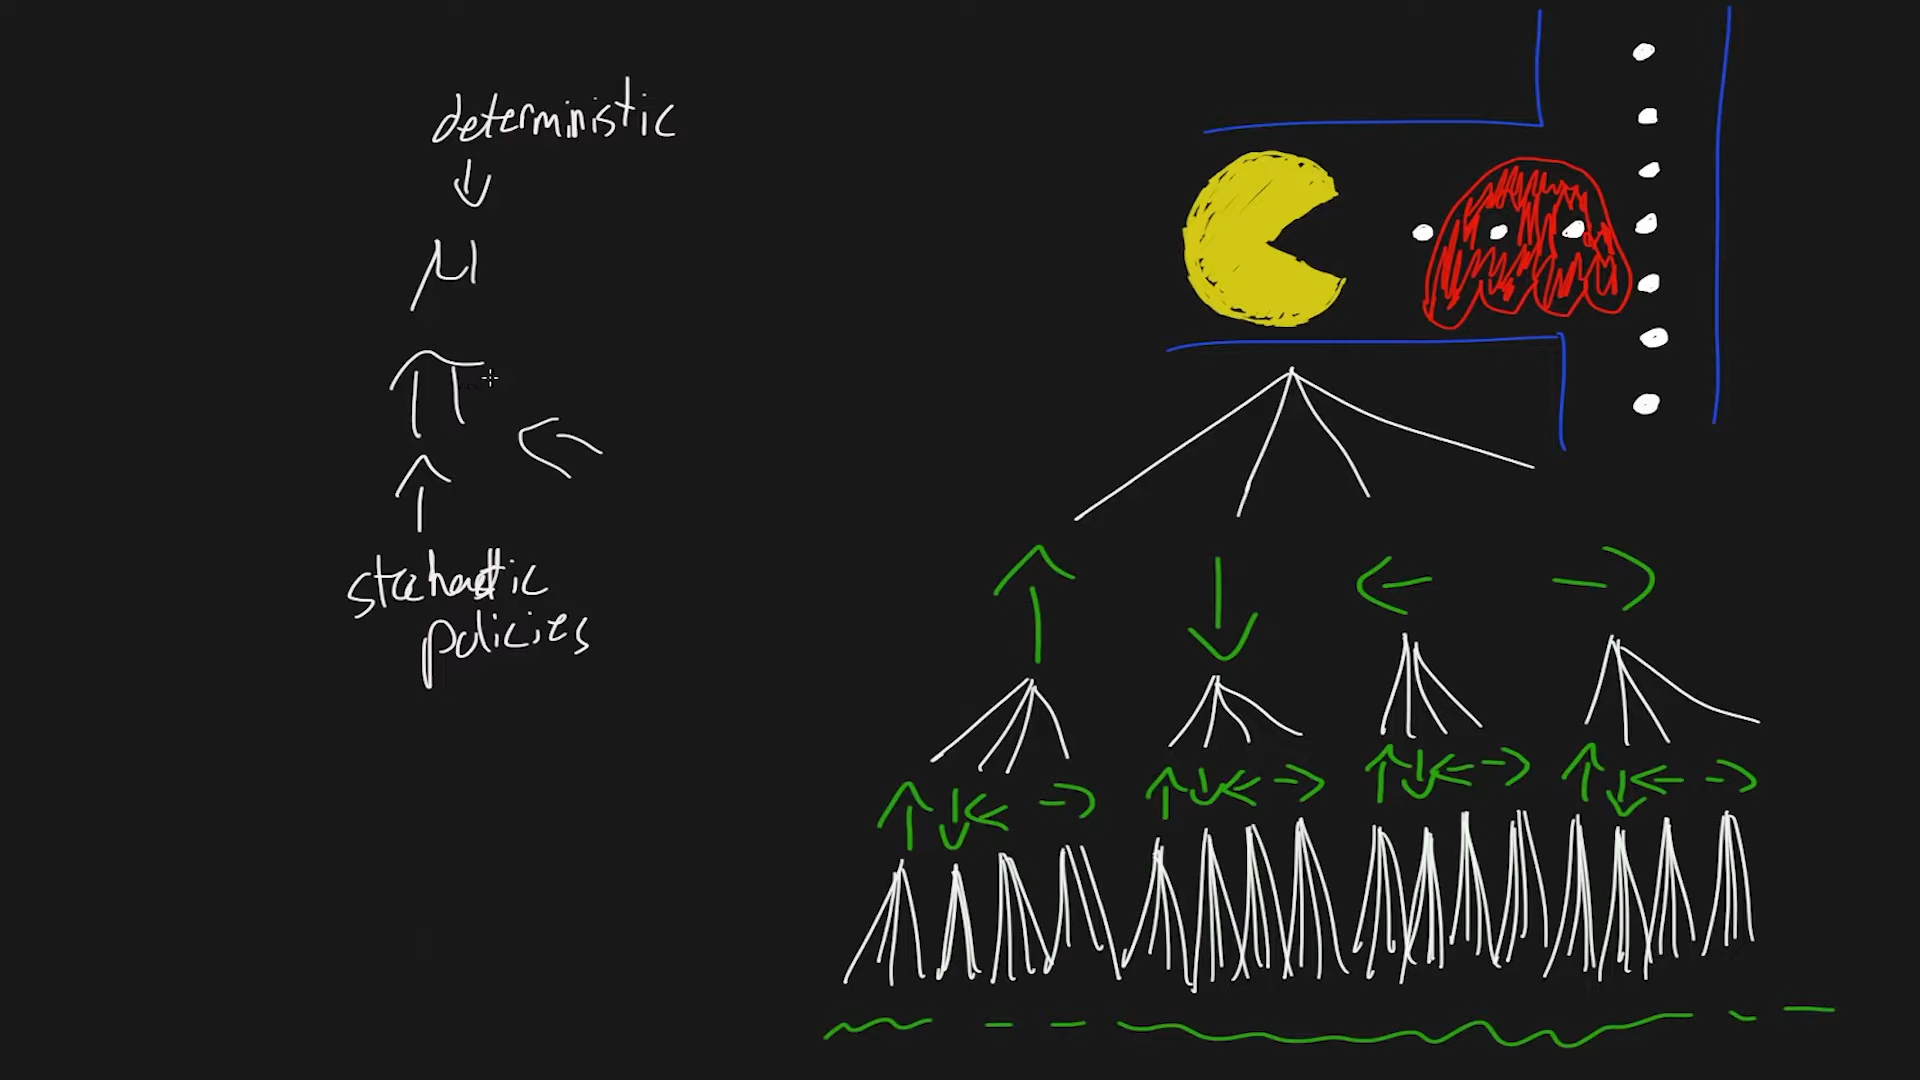 deterministic
↓
μ
π
←
↑
stochastic
policies
↑ ↓ ← →
↑ ↓ ← → ↑ ↓ ← → ↑ ↓ ← → ↑ ↓ ← →